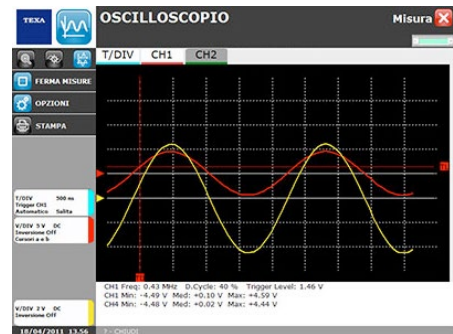 TEXA
OSCILLOSCOPIO
Misura
T/DIV CH1 CH2
FERMA MISURE
OPZIONI
STAMPA
T/DIV 500 ns
Trigger CH1
Automatico Salita
V/DIV 5 V DC
Inversione Off
Cursori a e b
V/DIV 2 V DC
Inversione Off
CH1 Freq: 0.43 MHz D.Cycle: 40 % Trigger Level: 1.46 V
CH1 Min: -4.49 V Med: +0.10 V Max: +4.59 V
CH4 Min: -4.48 V Med: +0.02 V Max: +4.44 V
18/04/2011 13.56
? - CHIUDI